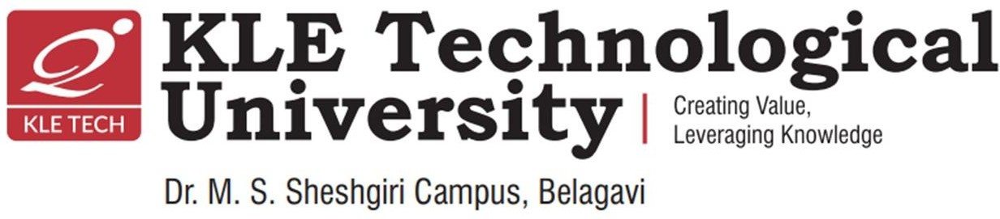 KLE TECH
KLE Technological
University
Creating Value,
Leveraging Knowledge
Dr. M. S. Sheshgiri Campus, Belagavi